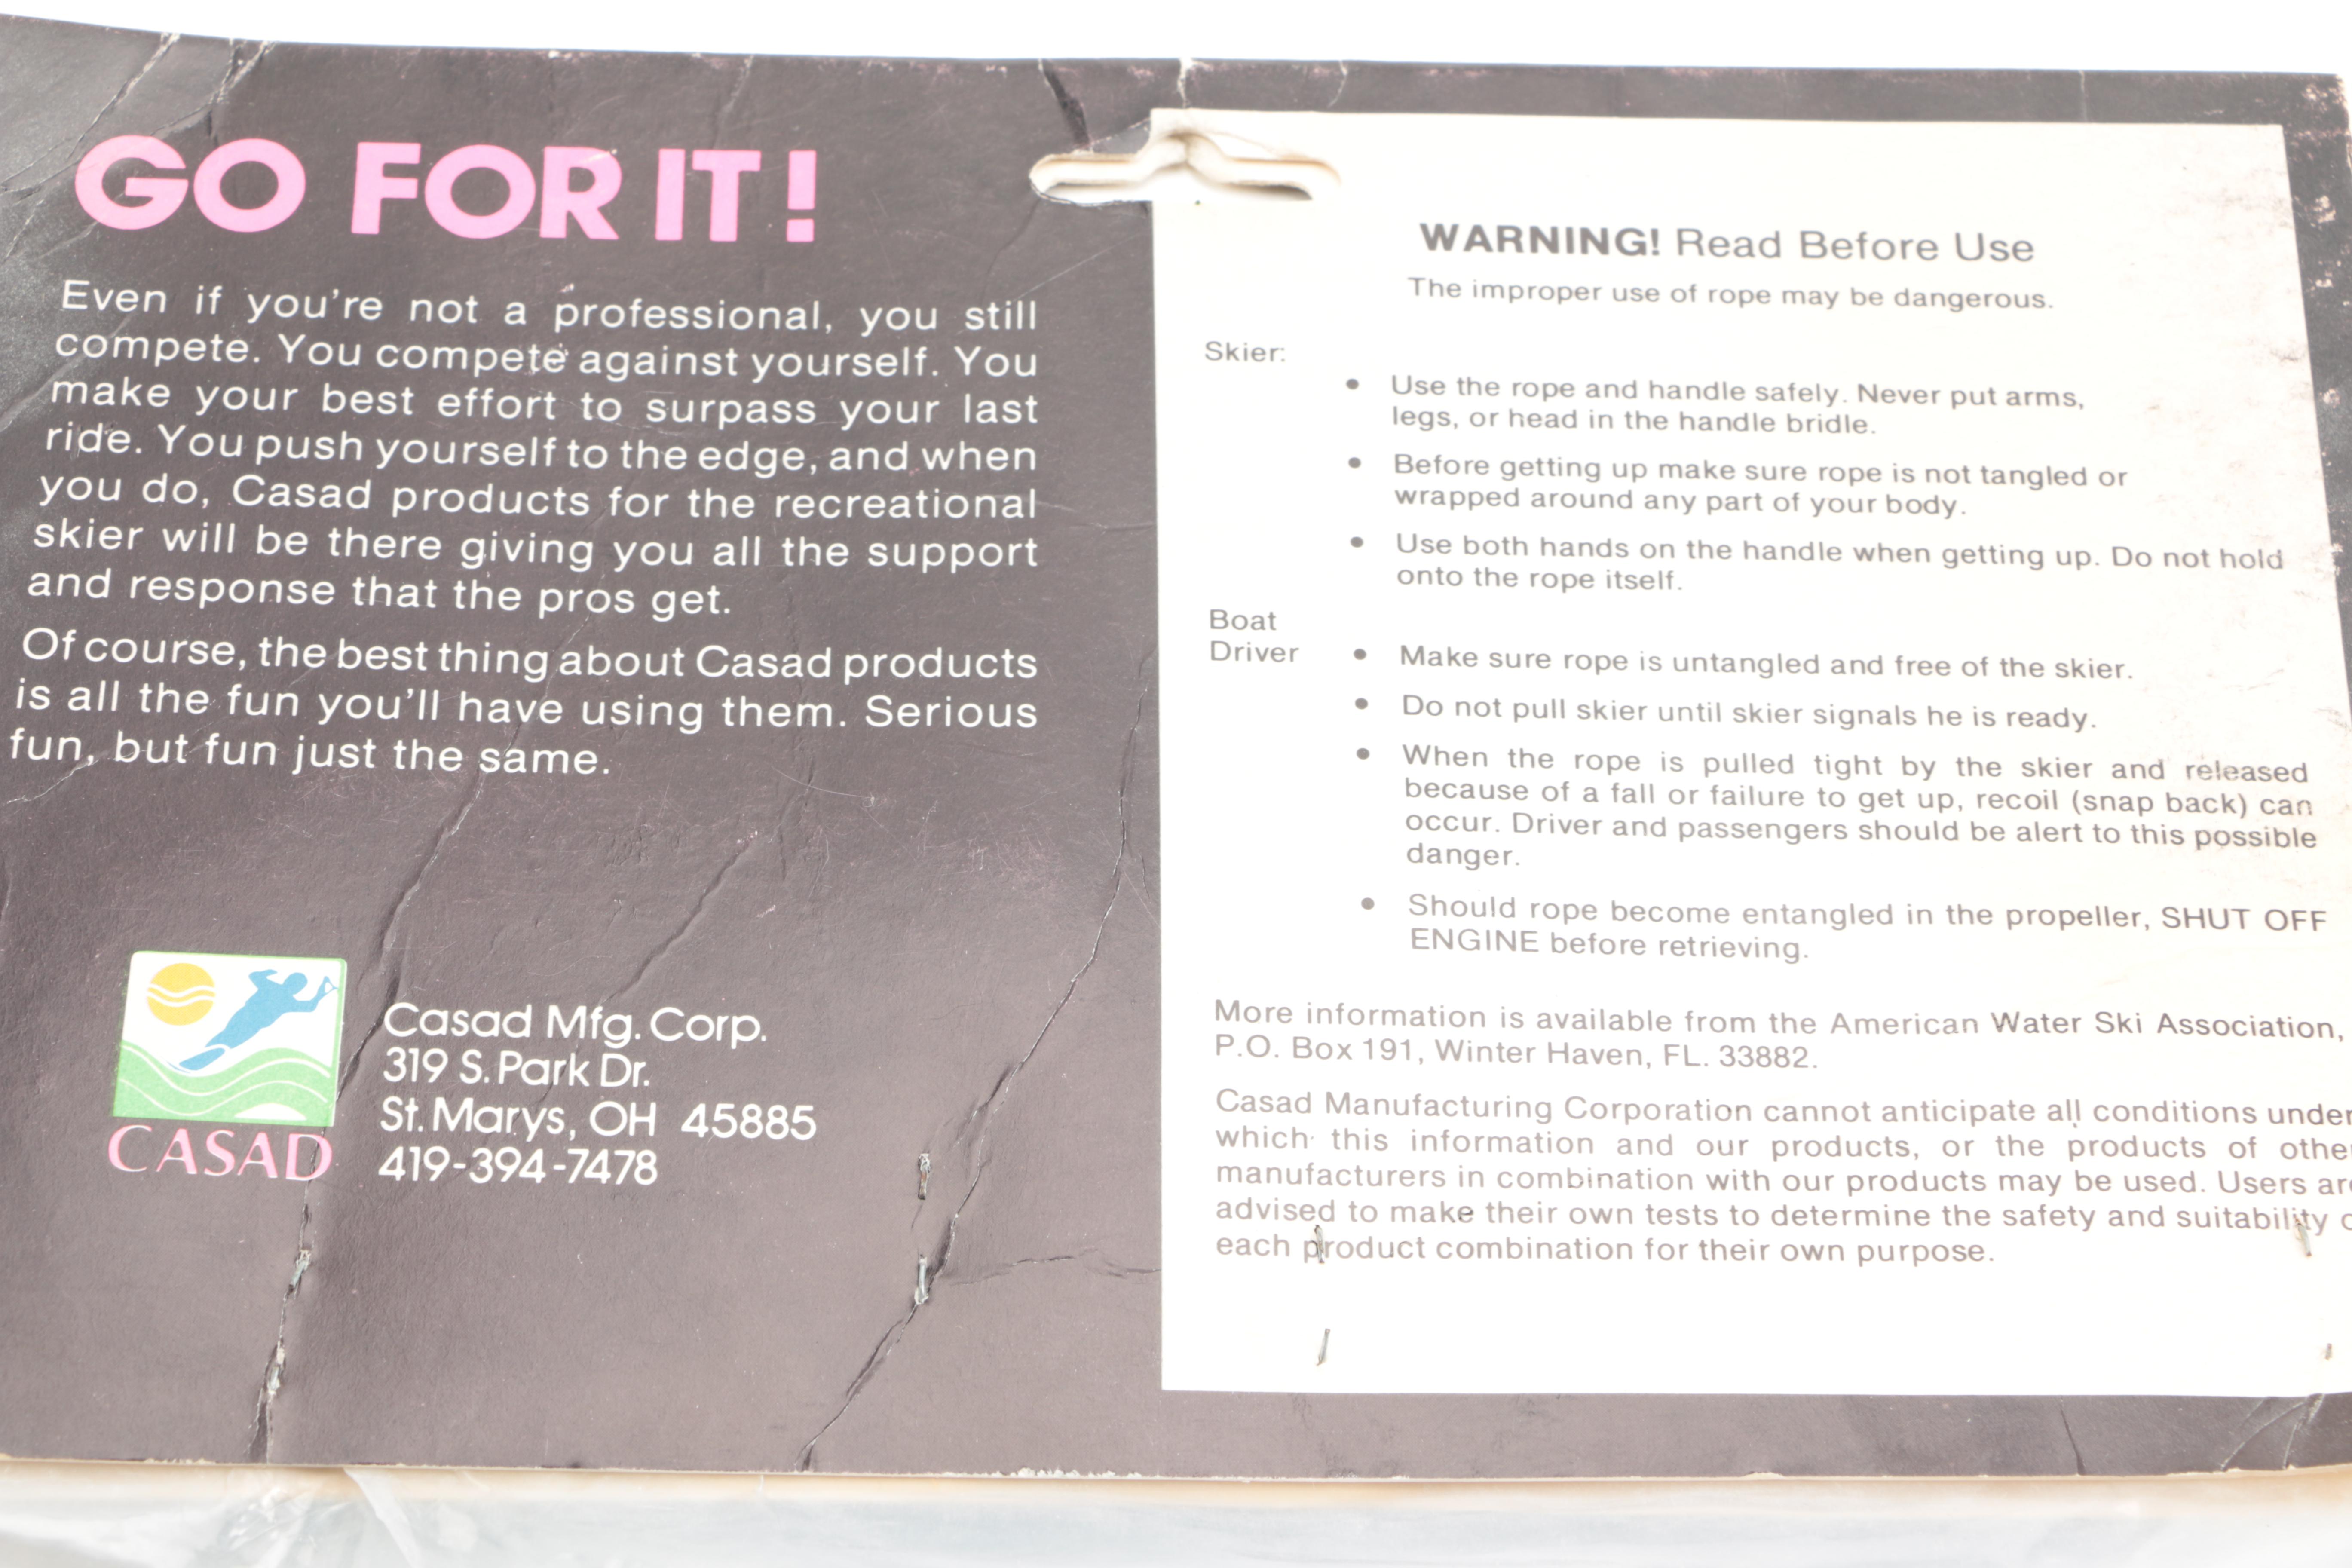 GO FOR IT!
Even if you're not a professional, you still
compete. You compete against yourself. You
make your best effort to surpass your last
ride. You push yourself to the edge, and when
you do, Casad products for the recreational
skier will be there giving you all the support
and response that the pros get.
Of course, the best thing about Casad products
is all the fun you'll have using them. Serious
fun, but fun just the same.
CASAD
Casad Mfg. Corp.
319 S. Park Dr.
St. Marys, OH 45885
419-394-7478
WARNING! Read Before Use
The improper use of rope may be dangerous.
Skier:
• Use the rope and handle safely. Never put arms,
legs, or head in the handle bridle.
• Before getting up make sure rope is not tangled or
wrapped around any part of your body.
• Use both hands on the handle when getting up. Do not hold
onto the rope itself.
Boat
Driver
• Make sure rope is untangled and free of the skier.
• Do not pull skier until skier signals he is ready.
• When the rope is pulled tight by the skier and released
because of a fall or failure to get up, recoil (snap back) can
occur. Driver and passengers should be alert to this possible
danger.
• Should rope become entangled in the propeller, SHUT OFF
ENGINE before retrieving.
More information is available from the American Water Ski Association,
P.O. Box 191, Winter Haven, FL. 33882.
Casad Manufacturing Corporation cannot anticipate all conditions under
which this information and our products, or the products of
manufacturers in combination with our products may be used. Users
advised to make their own tests to determine the safety and suitability
each product combination for their own purpose.